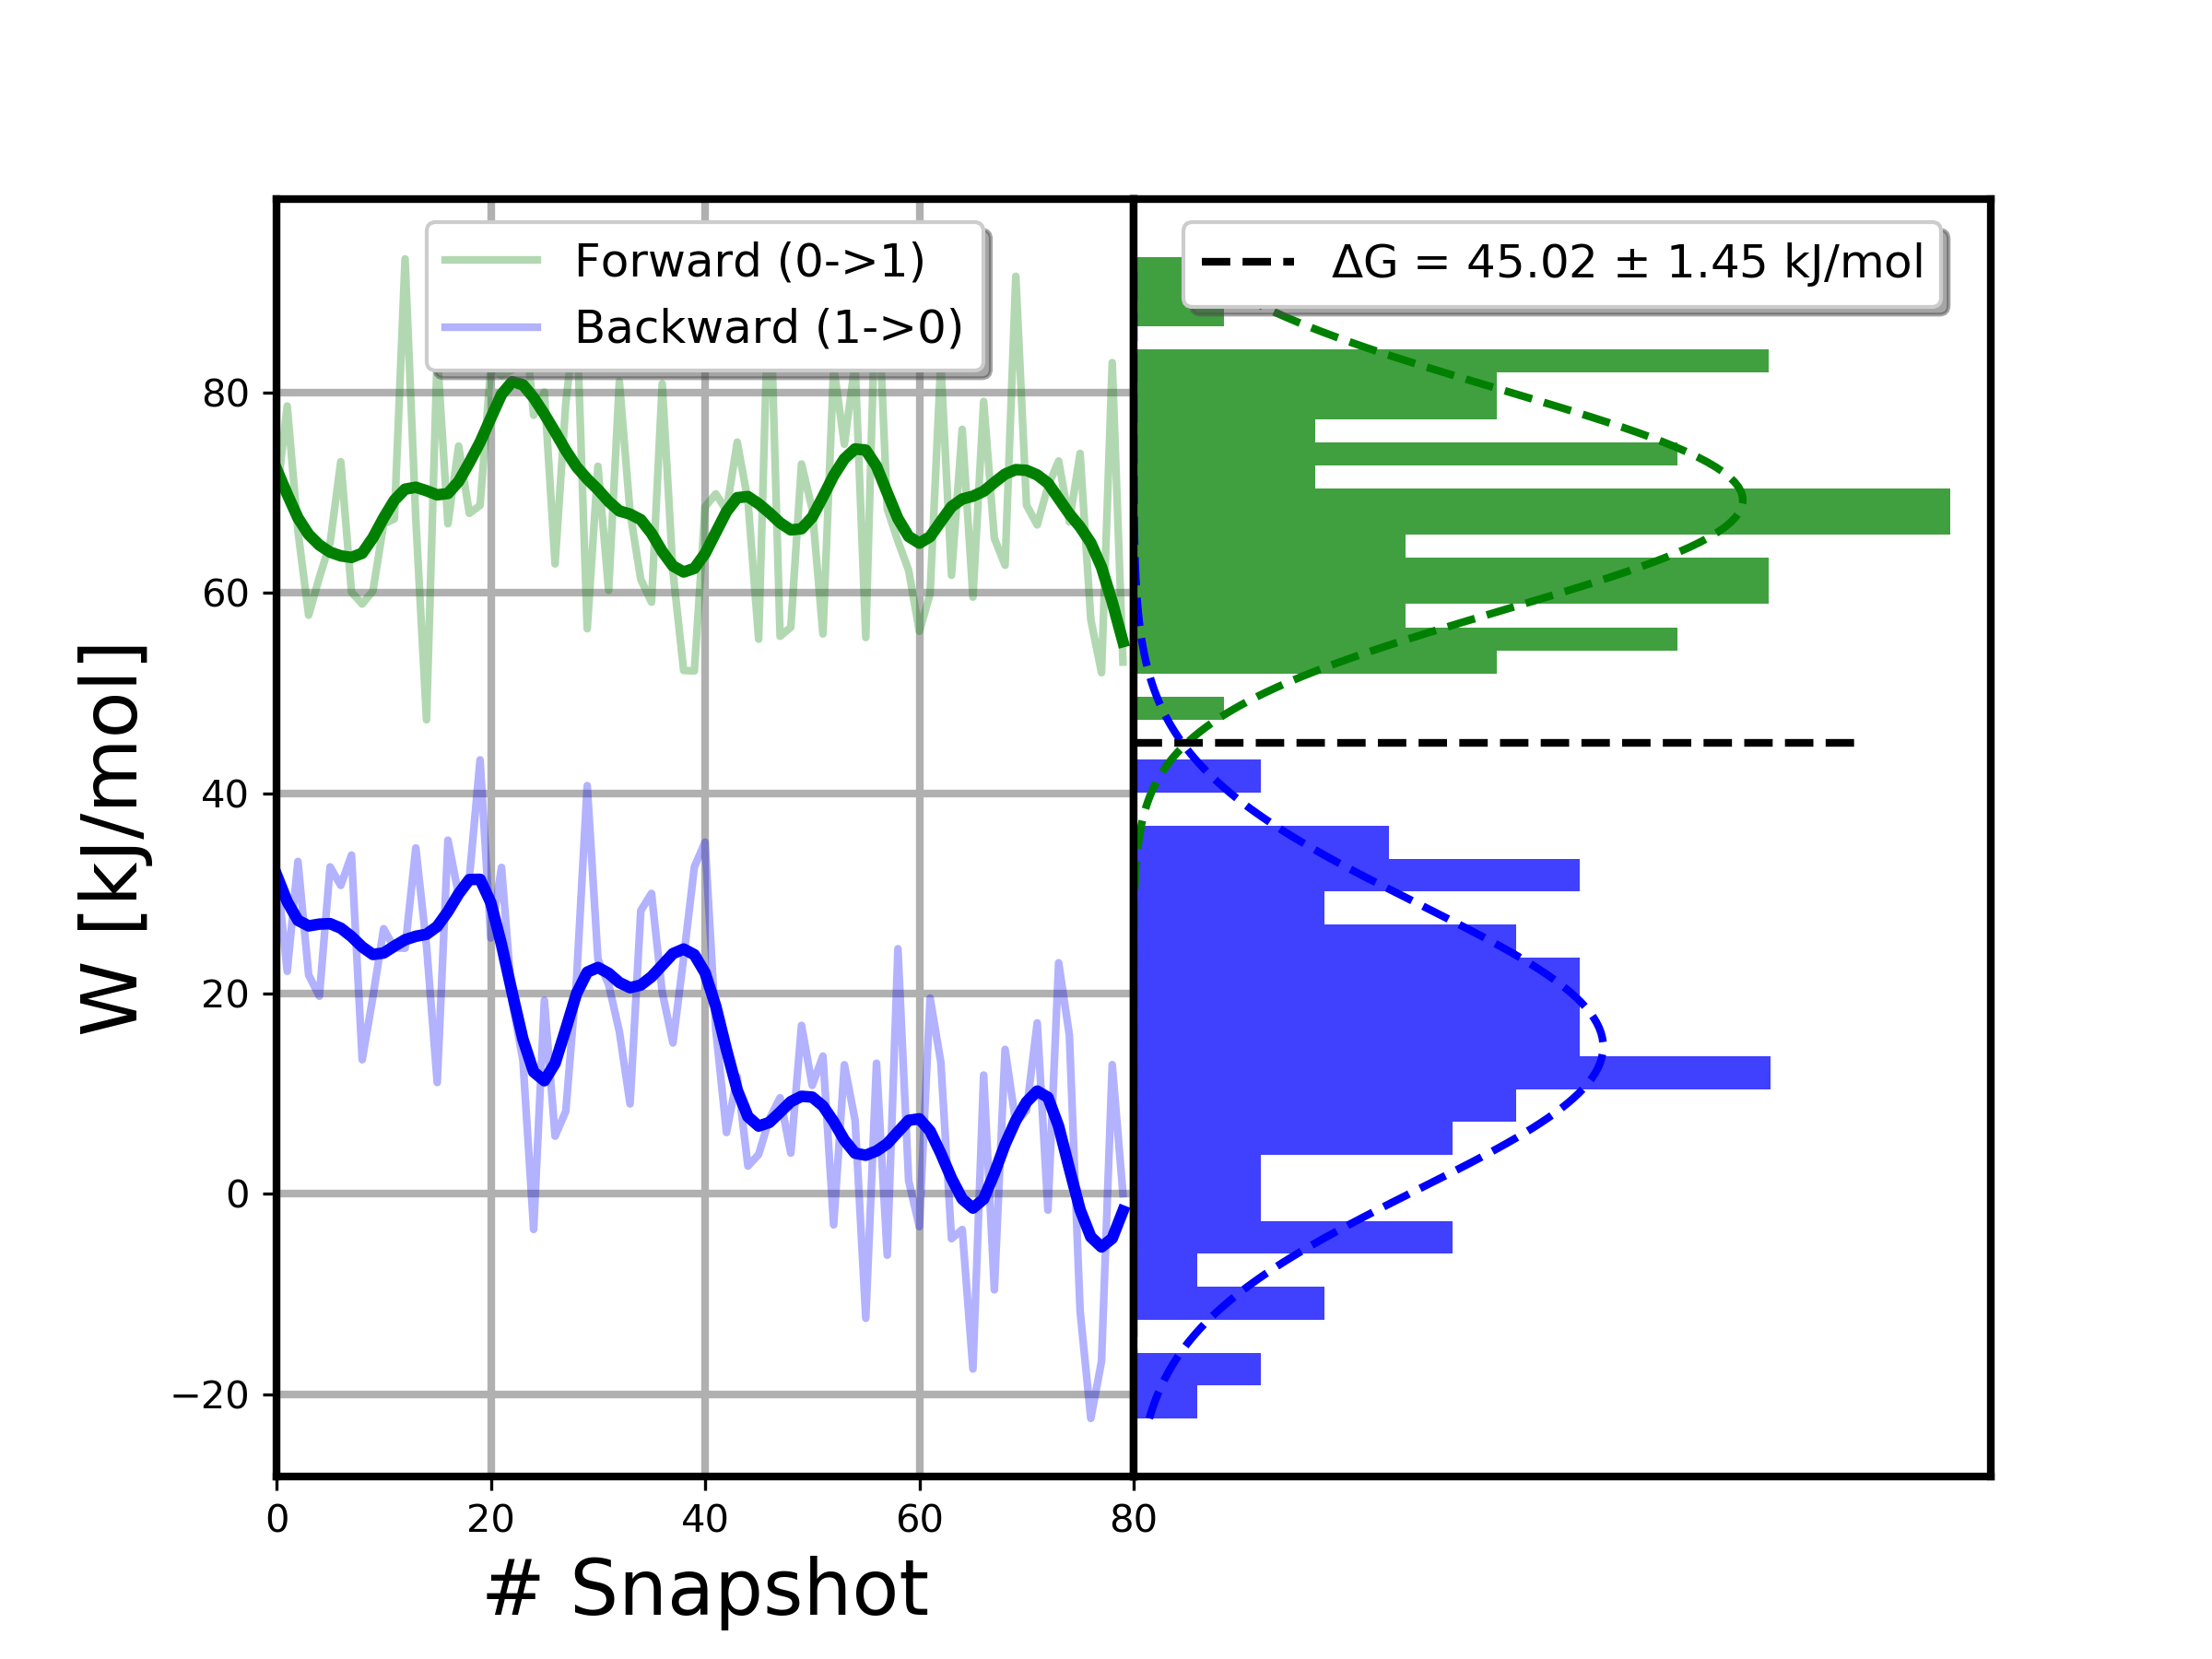 Forward (0->1)
Backward (1->0)
ΔG = 45.02 ± 1.45 kJ/mol
W [kJ/mol]
80
60
40
20
0
−20
0 20 40 60 80
# Snapshot